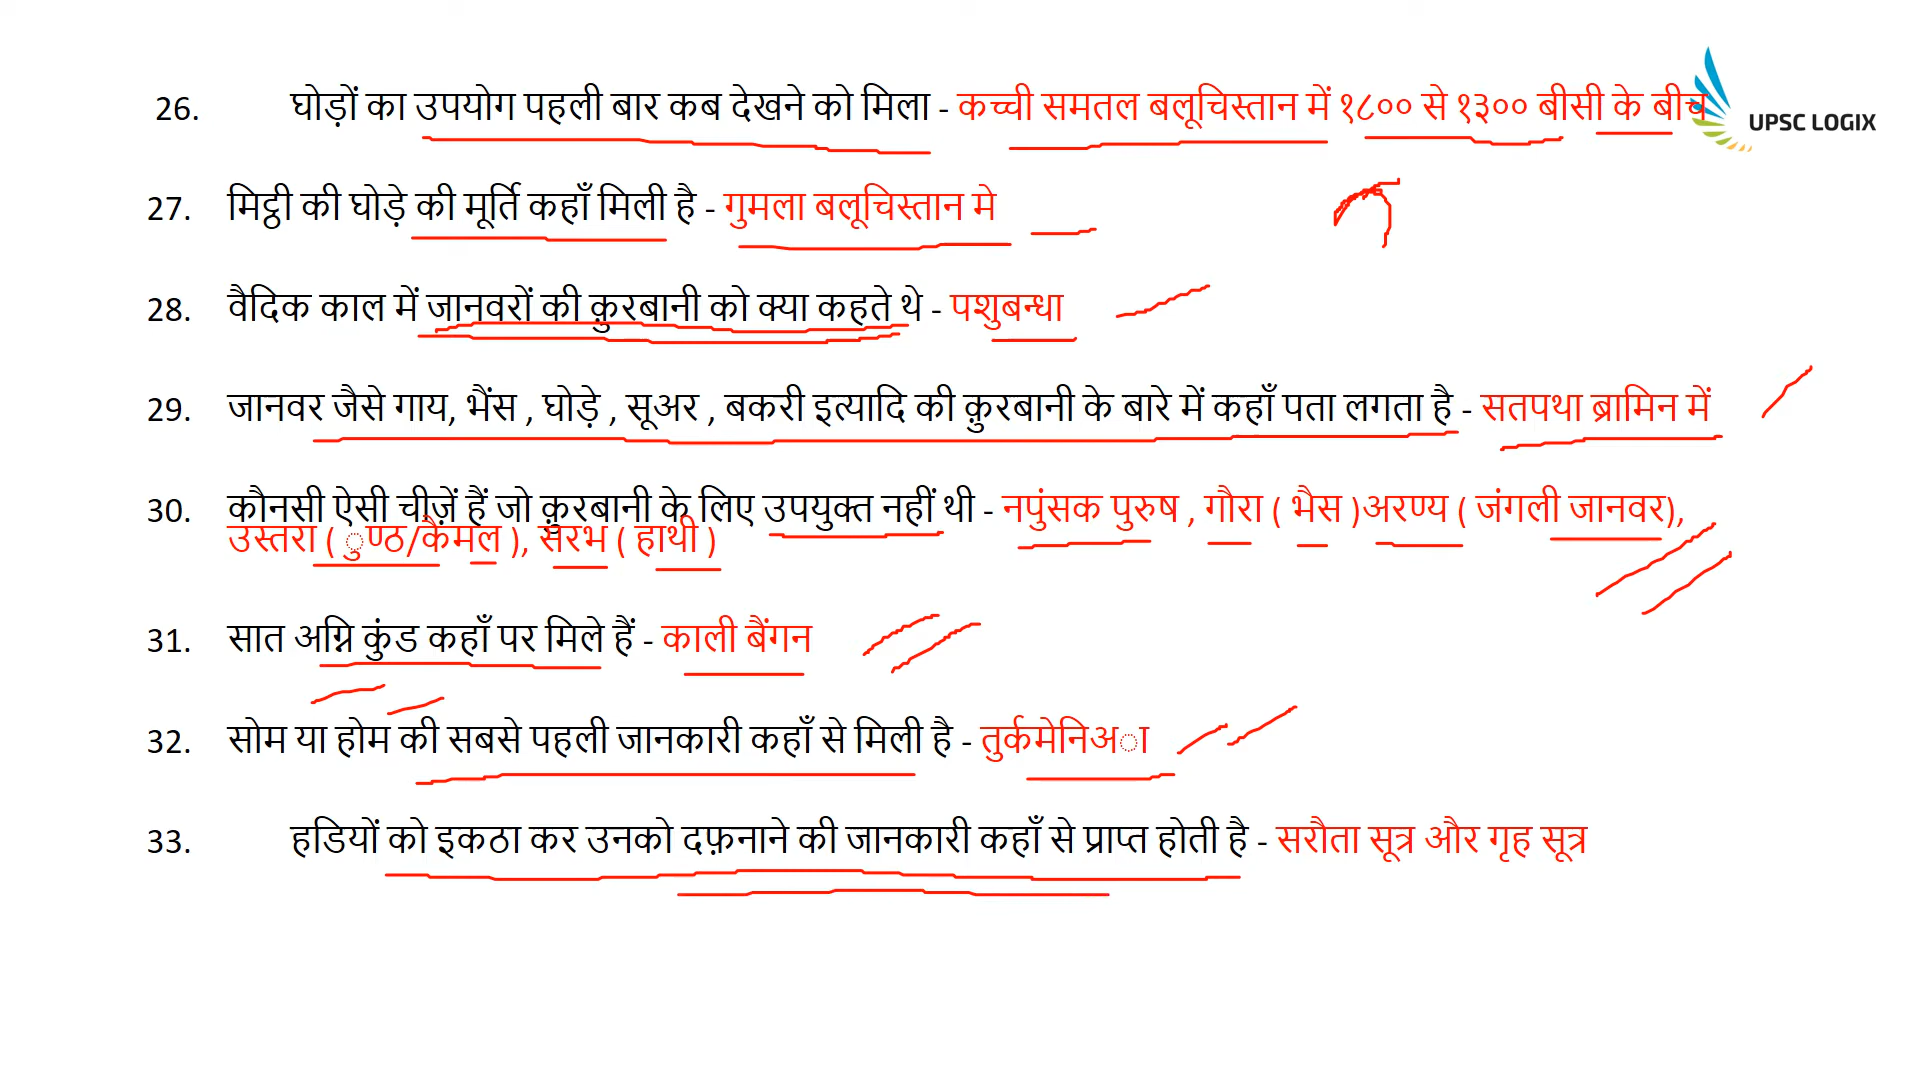 26. घोड़ों का उपयोग पहली बार कब देखने को मिला - कच्ची समतल बलूचिस्तान में १८०० से १३०० बीसी के बीच
UPSC LOGIX
27. मिट्ठी की घोड़े की मूर्ति कहाँ मिली है - गुमला बलूचिस्तान मे
28. वैदिक काल में जानवरों की क़ुरबानी को क्या कहते थे - पशुबन्धा
29. जानवर जैसे गाय, भैंस , घोड़े , सूअर , बकरी इत्यादि की क़ुरबानी के बारे में कहाँ पता लगता है - सतपथा ब्रामिन में
30. कौनसी ऐसी चीज़ें हैं जो क़ुरबानी के लिए उपयुक्त नहीं थी - नपुंसक पुरुष , गौरा ( भैस )अरण्य ( जंगली जानवर),
उस्तरा ( ुण्ठ/कैमल ), सरभ ( हाथी )
31. सात अग्नि कुंड कहाँ पर मिले हैं - काली बैंगन
32. सोम या होम की सबसे पहली जानकारी कहाँ से मिली है - तुर्कमेनिअा
33. हडियों को इकठा कर उनको दफ़नाने की जानकारी कहाँ से प्राप्त होती है - सरौता सूत्र और गृह सूत्र